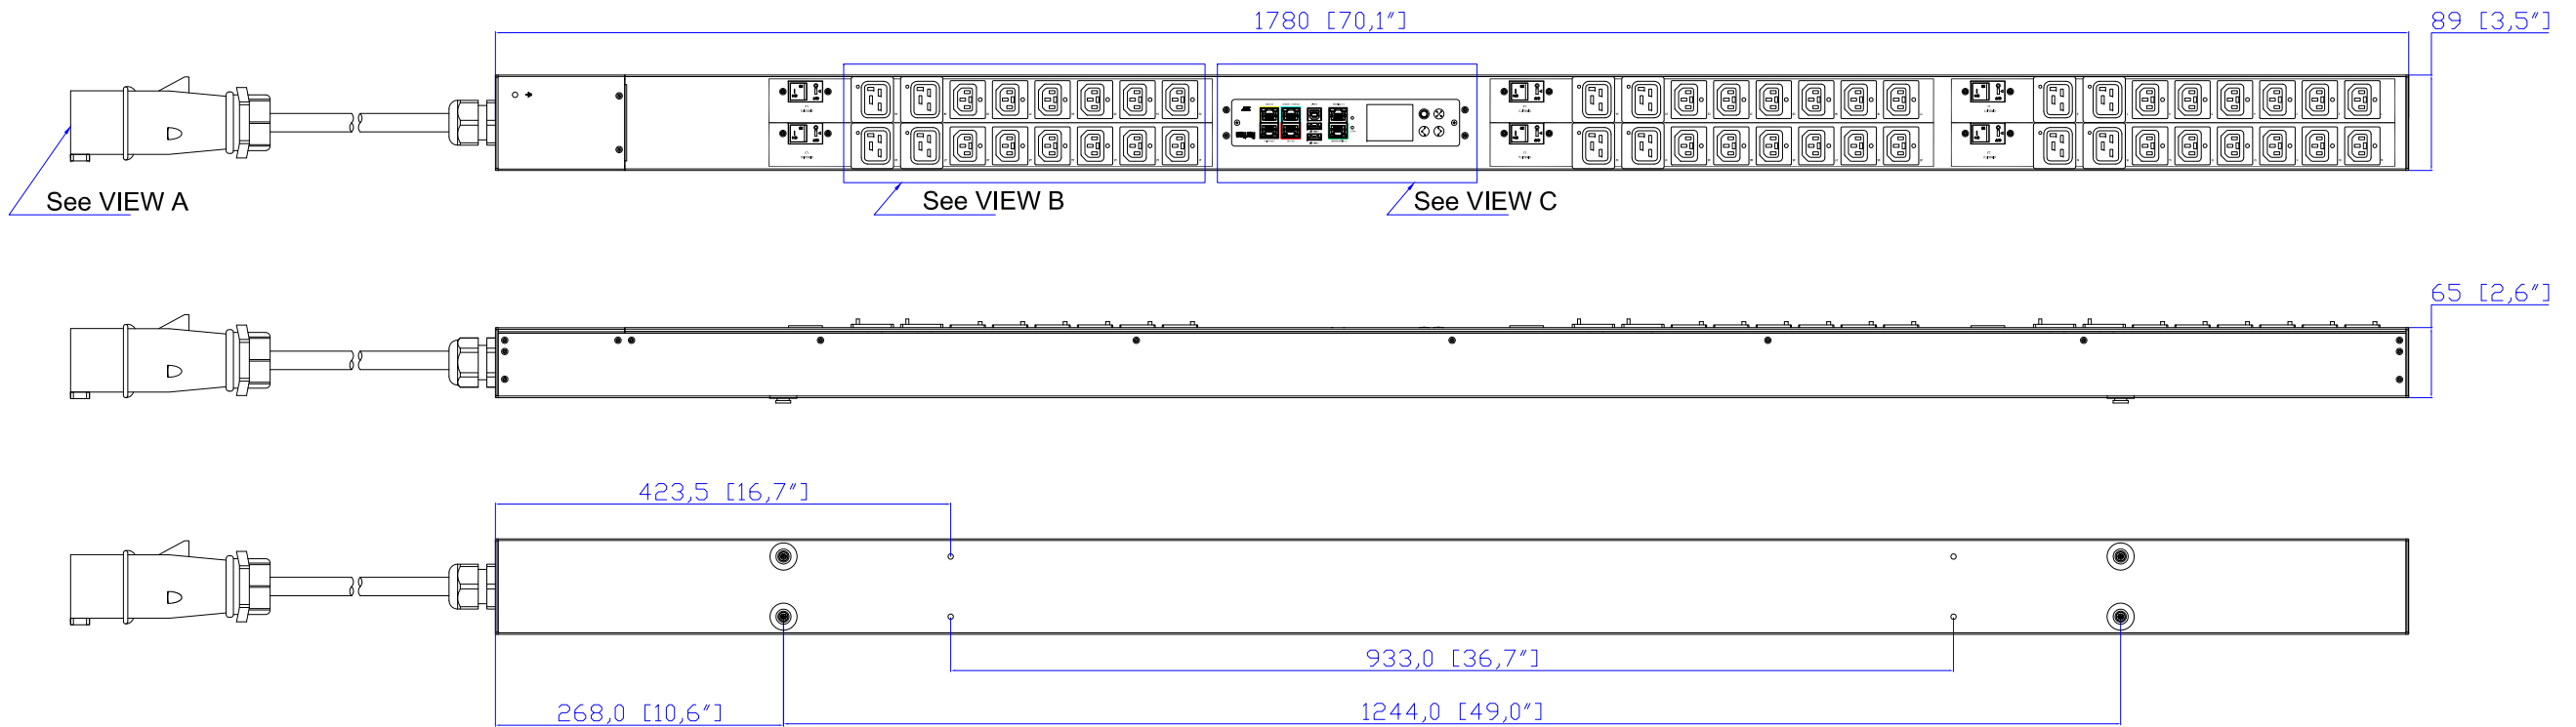 1780 [70,1"]
89 [3,5"]
See VIEW A
See VIEW B
See VIEW C
65 [2,6"]
423,5 [16,7"]
933,0 [36,7"]
268,0 [10,6"]
1244,0 [49,0"]